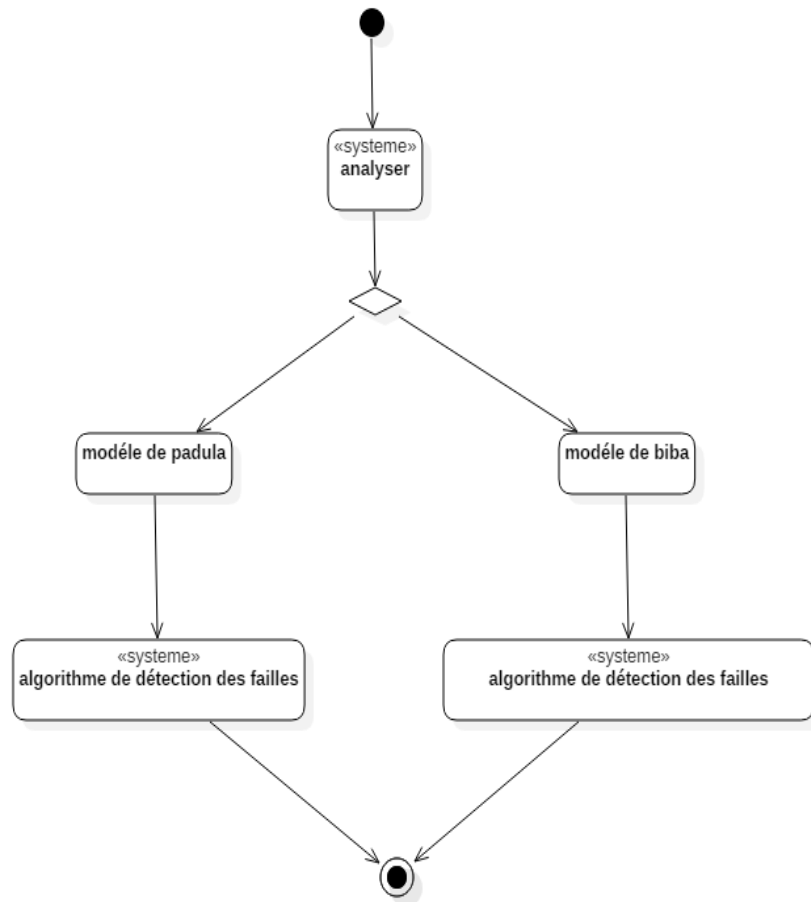 «systeme»
analyser
modéle de padula
modéle de biba
«systeme»
algorithme de détection des failles
«systeme»
algorithme de détection des failles